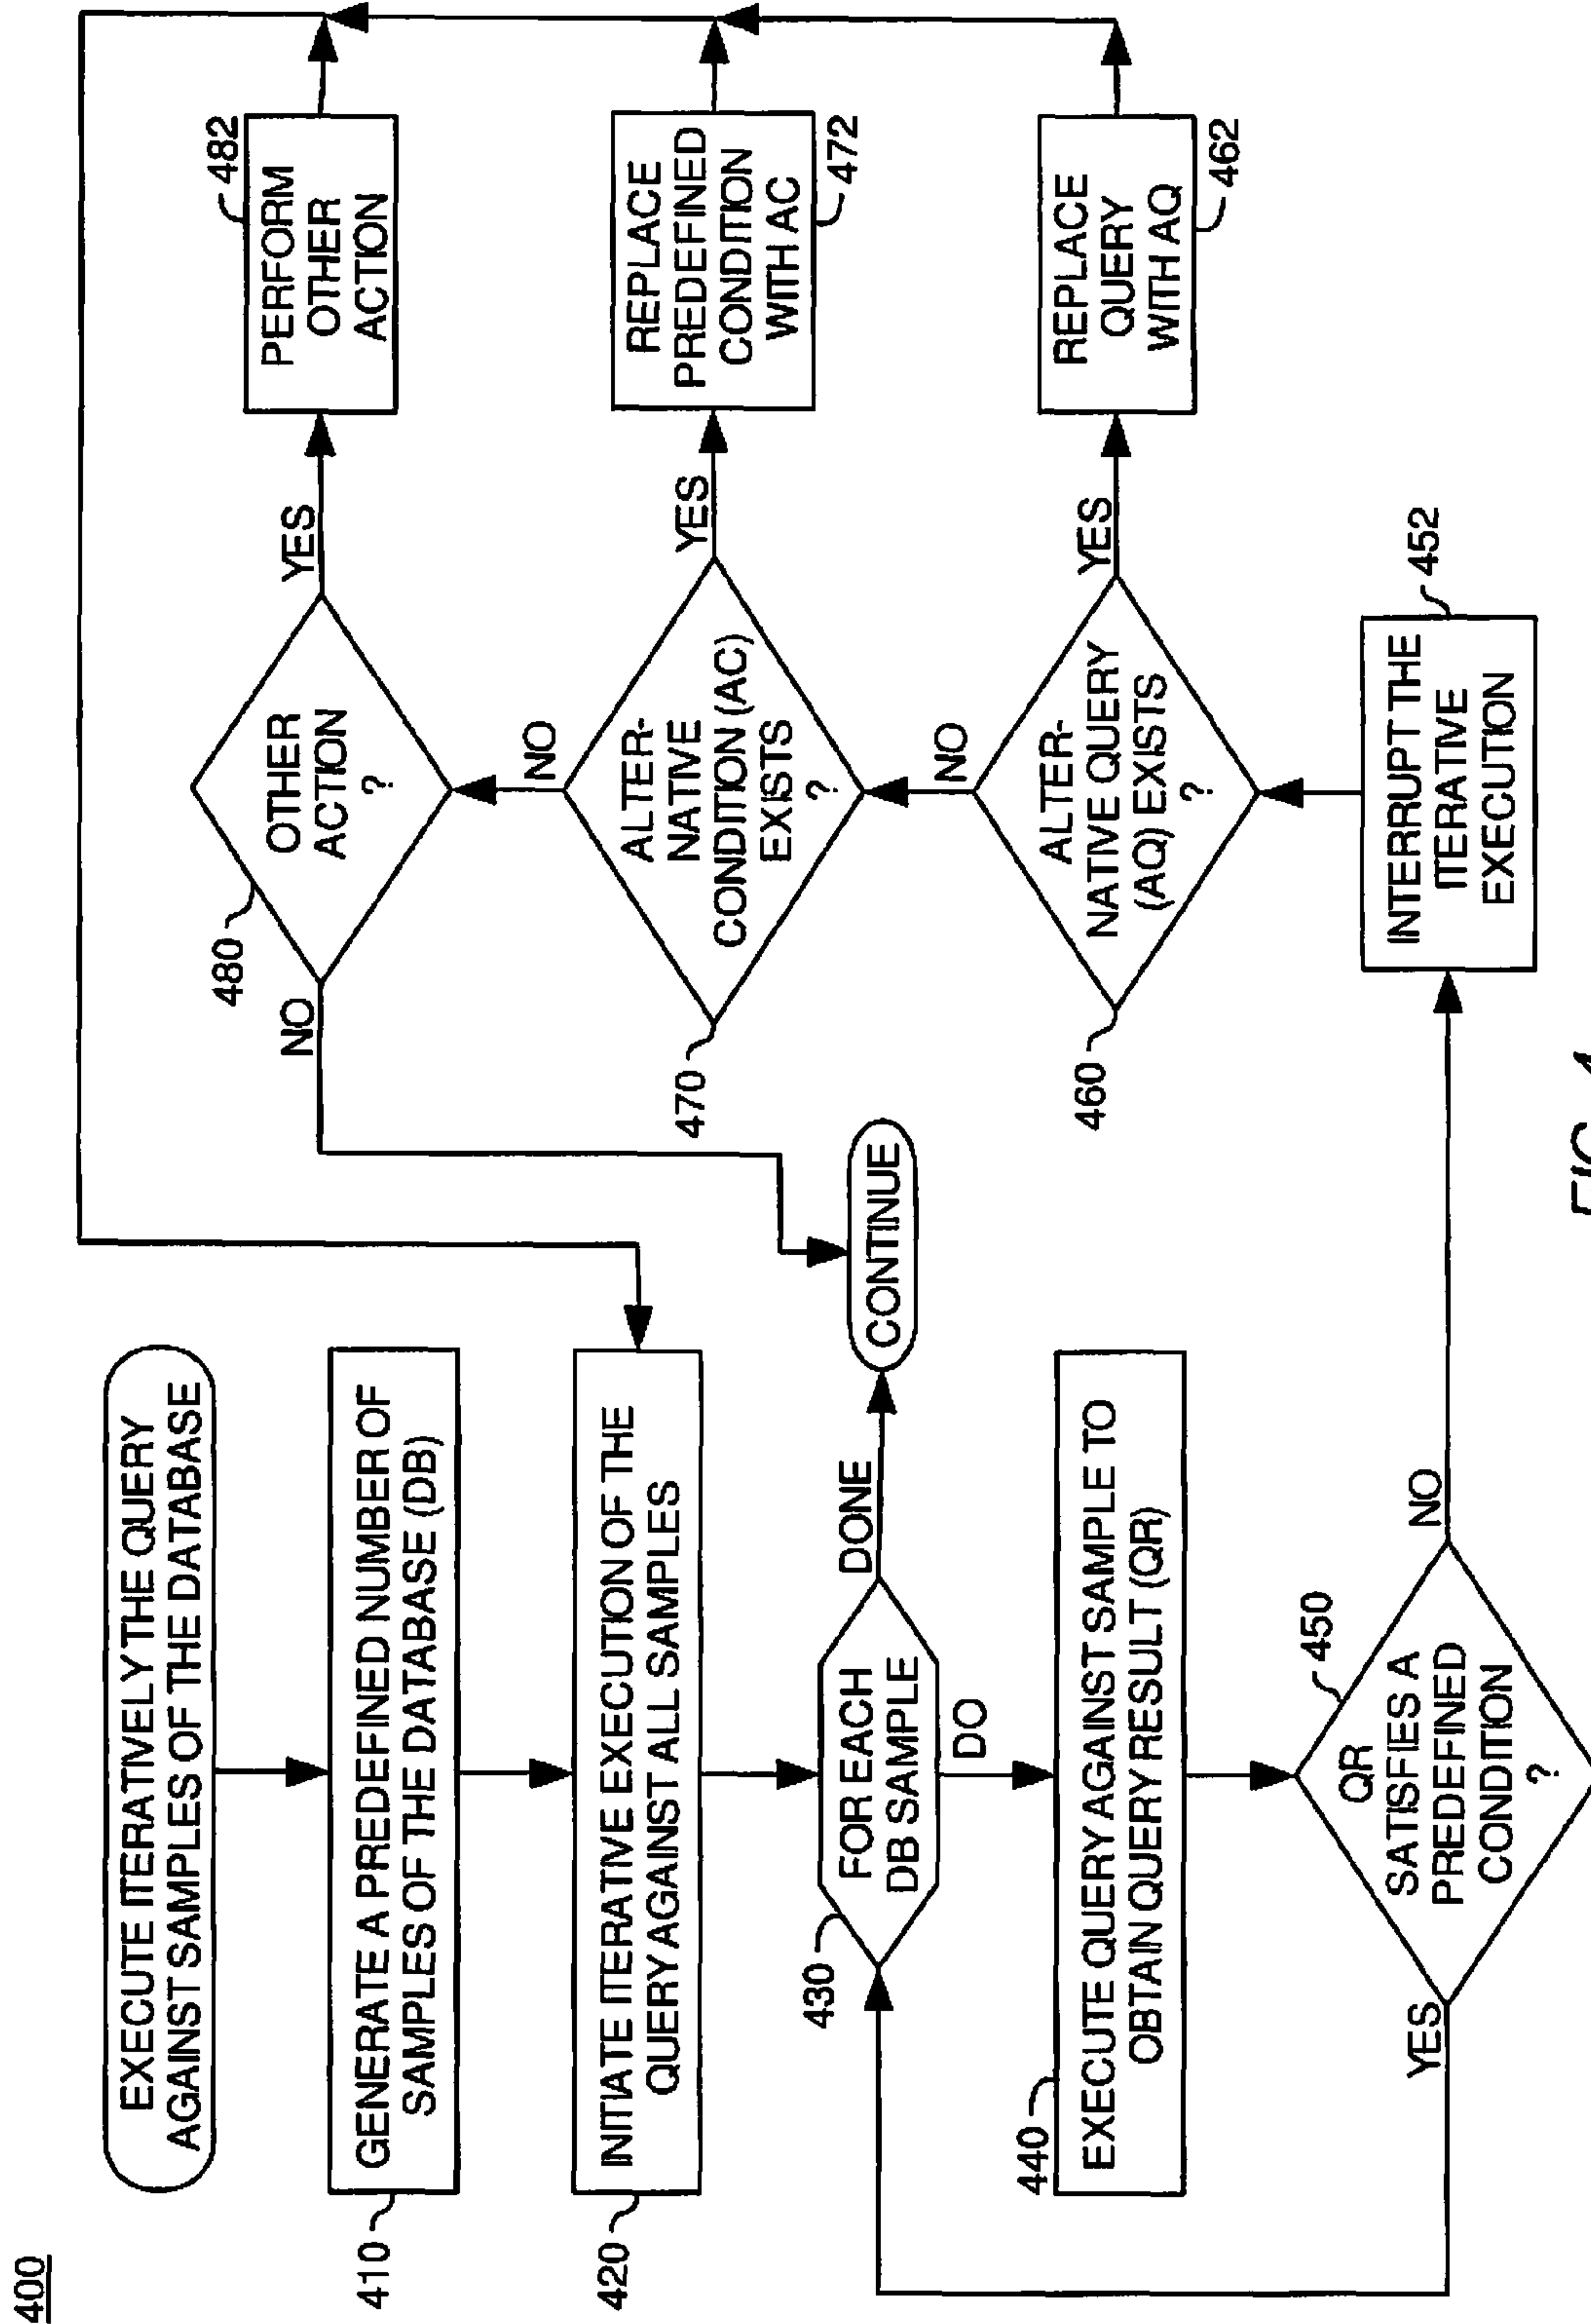 400
EXECUTE ITERATIVELY THE QUERY
AGAINST SAMPLES OF THE DATABASE
410
GENERATE A PREDEFINED NUMBER OF
SAMPLES OF THE DATABASE (DB)
420
INITIATE ITERATIVE EXECUTION OF THE
QUERY AGAINST ALL SAMPLES
430
FOR EACH
DB SAMPLE
DONE
CONTINUE
DO
440
EXECUTE QUERY AGAINST SAMPLE TO
OBTAIN QUERY RESULT (QR)
450
QR
SATISFIES A
PREDEFINED
CONDITION
?
YES
NO
452
INTERRUPT THE
ITERATIVE
EXECUTION
460
ALTER-
NATIVE QUERY
(AQ) EXISTS
?
YES
462
REPLACE
QUERY
WITH AQ
NO
470
ALTER-
NATIVE
CONDITION (AC)
EXISTS
?
YES
472
REPLACE
PREDEFINED
CONDITION
WITH AC
NO
480
OTHER
ACTION
?
YES
482
PERFORM
OTHER
ACTION
NO